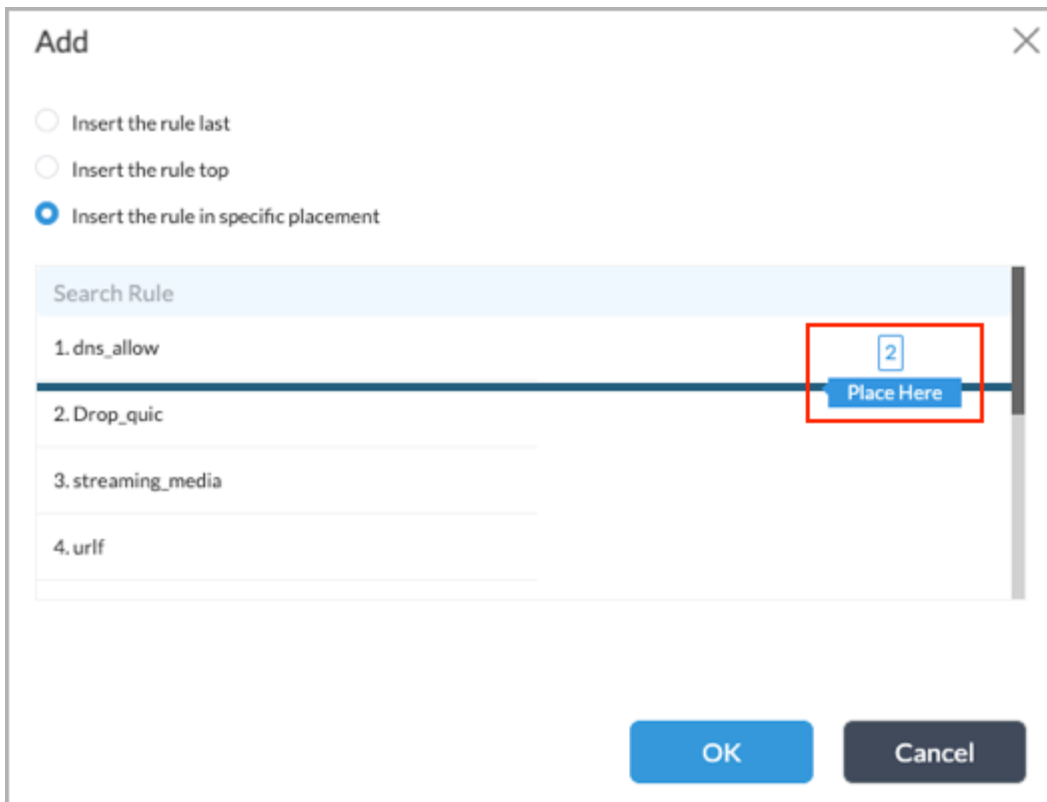 Add
Insert the rule last
Insert the rule top
Insert the rule in specific placement
Search Rule
1. dns_allow
2
Place Here
2. Drop_quic
3. streaming_media
4. urlf
OK
Cancel